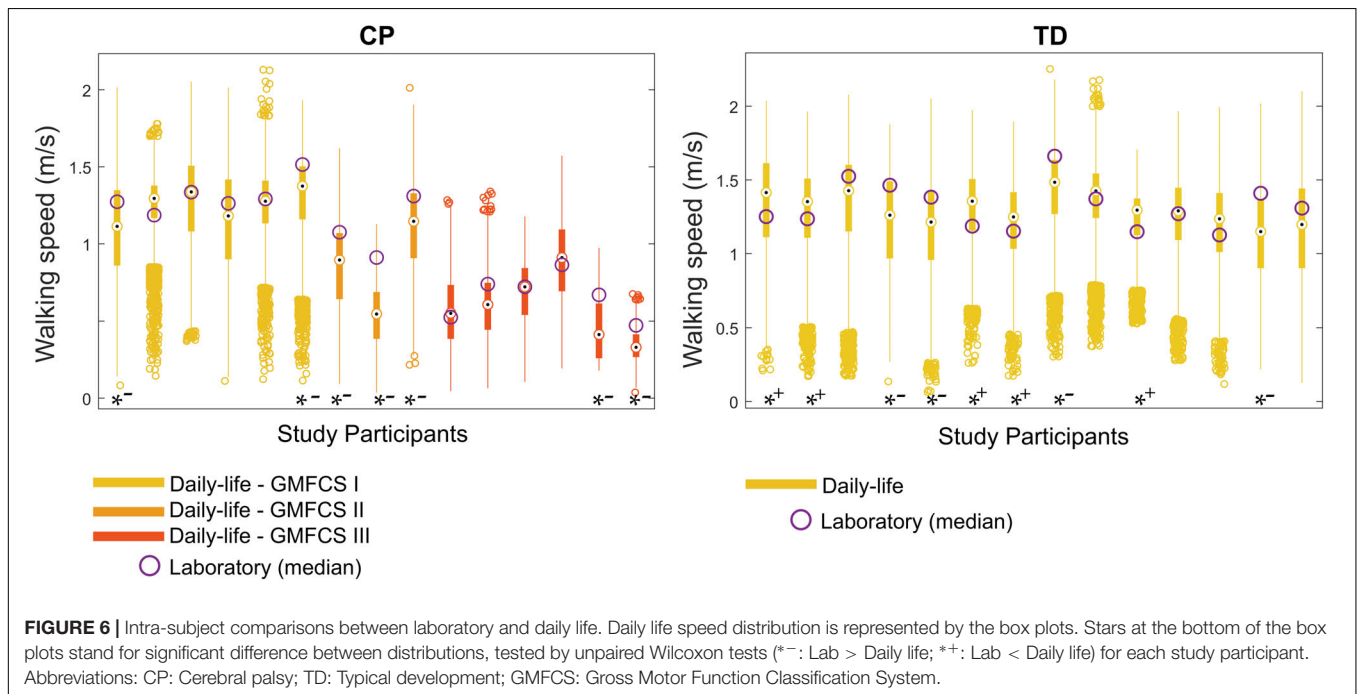 CP
Walking speed (m/s)
2
1.5
1
0
*- *- *- *- *- *- *-
Study Participants
Daily-life - GMFCS I
Daily-life - GMFCS II
Daily-life - GMFCS III
Laboratory (median)
TD
Walking speed (m/s)
2
1.5
1
0.5
0
*+ *+ *- *- *+ *+ *- *+ *-
Study Participants
Daily-life
Laboratory (median)
FIGURE 6 | Intra-subject comparisons between laboratory and daily life. Daily life speed distribution is represented by the box plots. Stars at the bottom of the box
plots stand for significant difference between distributions, tested by unpaired Wilcoxon tests (*−: Lab > Daily life; *+: Lab < Daily life) for each study participant.
Abbreviations: CP: Cerebral palsy; TD: Typical development; GMFCS: Gross Motor Function Classification System.